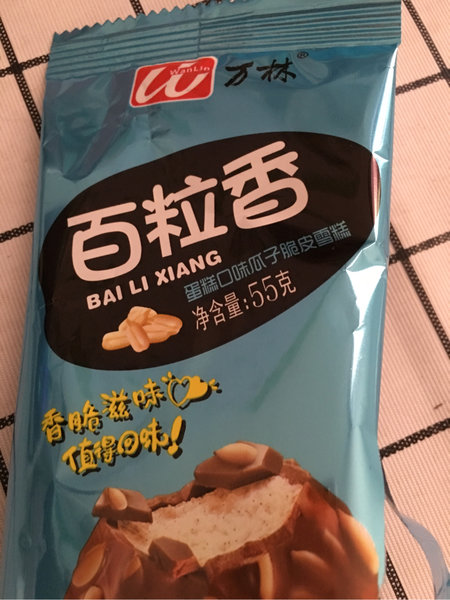 WanLin
万林®
百粒香
BAI LI XIANG
蛋糕口味瓜子脆皮雪糕
净含量:55克
香脆滋味
值得回味!